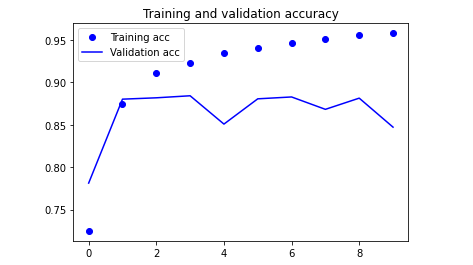 Training and validation accuracy
Training acc
Validation acc
0.95
0.90
0.85
0.80
0.75
0 2 4 6 8